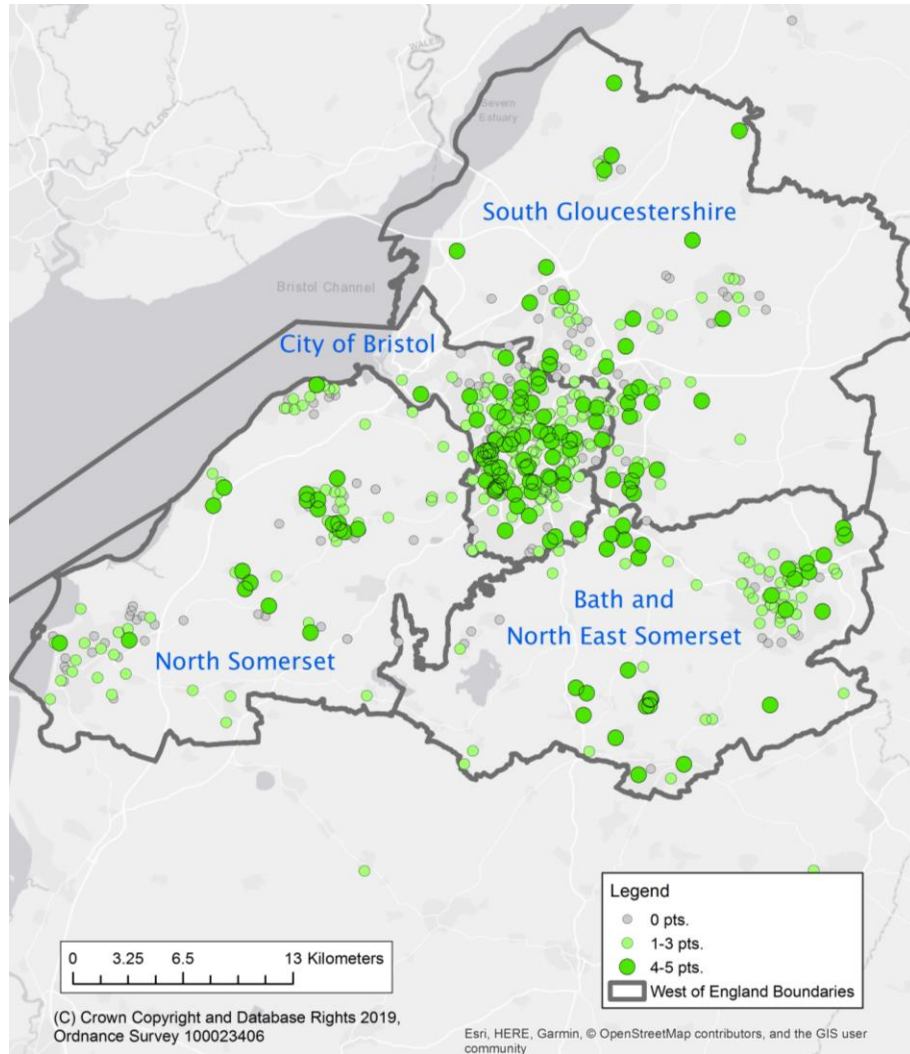 WALES
Severn
Estuary
South Gloucestershire
Bristol Channel
City of Bristol
Bath and
North East Somerset
North Somerset
Legend
0 pts.
1-3 pts.
4-5 pts.
West of England Boundaries
0 3.25 6.5 13 Kilometers
(C) Crown Copyright and Database Rights 2019,
Ordnance Survey 100023406
Esri, HERE, Garmin, © OpenStreetMap contributors, and the GIS user
community